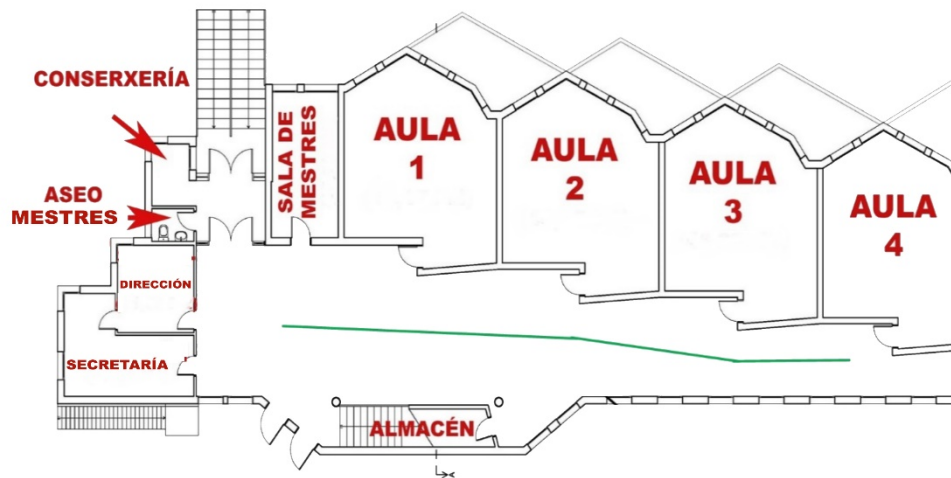 CONSERXERÍA
ASEO
MESTRES
SALA DE
MESTRES
AULA
1
AULA
2
AULA
3
AULA
4
DIRECCIÓN
SECRETARÍA
ALMACÉN
A